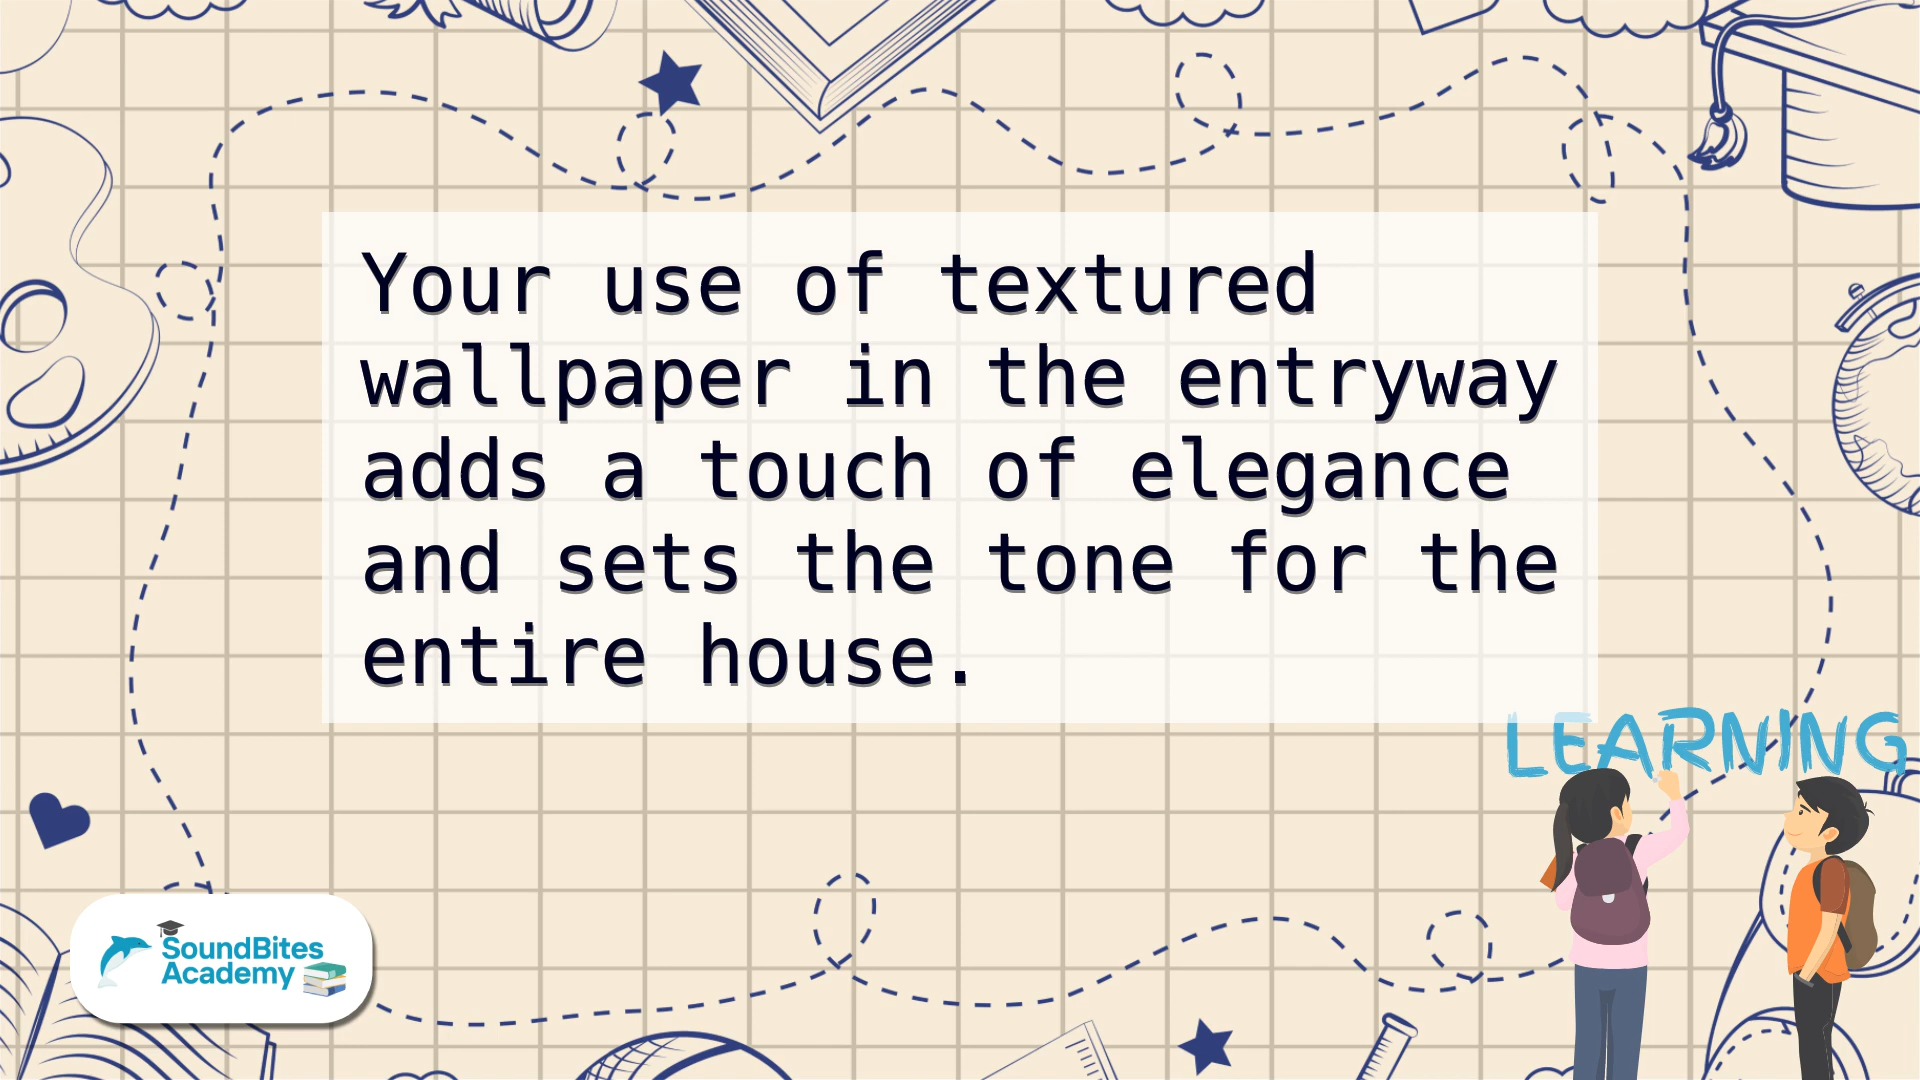 Your use of textured
wallpaper in the entryway
adds a touch of elegance
and sets the tone for the
entire house.
LEARNING
SoundBites
Academy